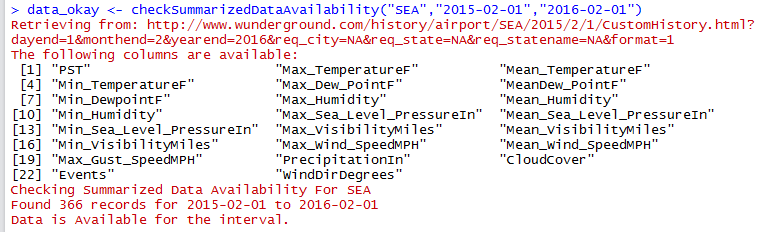 > data_okay <- checkSummarizedDataAvailability("SEA","2015-02-01","2016-02-01")
Retrieving from: http://www.wunderground.com/history/airport/SEA/2015/2/1/CustomHistory.html?
dayend=1&monthend=2&yearend=2016&req_city=NA&req_state=NA&req_statename=NA&format=1
The following columns are available:
[1] "PST" "Max_TemperatureF" "Mean_TemperatureF"
[4] "Min_TemperatureF" "Max_Dew_PointF" "MeanDew_PointF"
[7] "Min_DewpointF" "Max_Humidity" "Mean_Humidity"
[10] "Min_Humidity" "Max_Sea_Level_PressureIn" "Mean_Sea_Level_PressureIn"
[13] "Min_Sea_Level_PressureIn" "Max_VisibilityMiles" "Mean_VisibilityMiles"
[16] "Min_VisibilityMiles" "Max_Wind_SpeedMPH" "Mean_Wind_SpeedMPH"
[19] "Max_Gust_SpeedMPH" "PrecipitationIn" "CloudCover"
[22] "Events" "WindDirDegrees"
Checking Summarized Data Availability For SEA
Found 366 records for 2015-02-01 to 2016-02-01
Data is Available for the interval.